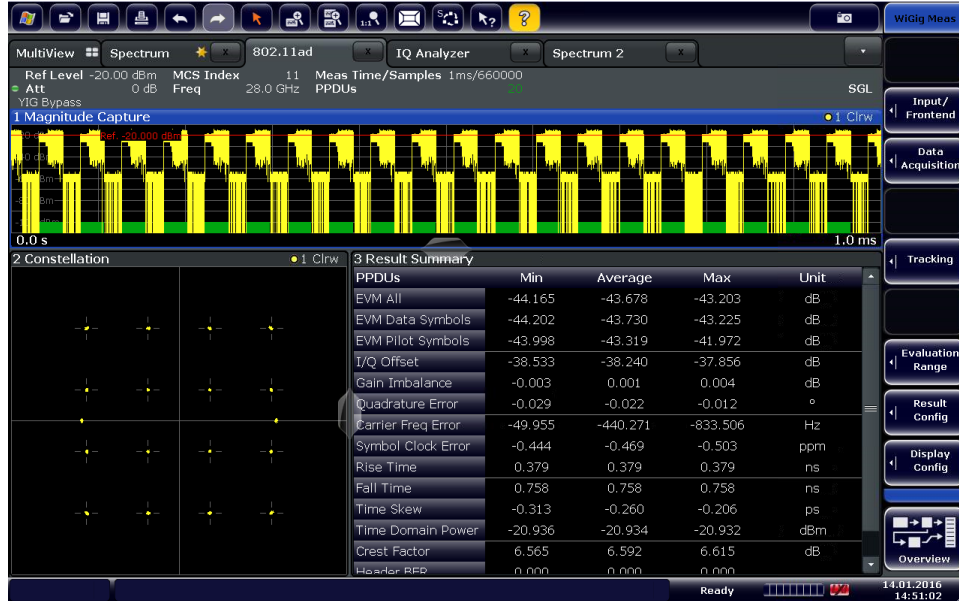 WiGig Meas
MultiView Spectrum x 802.11ad x IQ Analyzer x Spectrum 2 x
Ref Level -20.00 dBm MCS Index 11 Meas Time/Samples 1ms/660000
Att 0 dB Freq 28.0 GHz PPDUs 20 SGL
YIG Bypass
1 Magnitude Capture 1 Clrw
Ref. -20.000 dBm
0.0 s 1.0 ms
2 Constellation 1 Clrw
3 Result Summary
PPDUs Min Average Max Unit
EVM All -44.165 -43.678 -43.203 dB
EVM Data Symbols -44.202 -43.730 -43.225 dB
EVM Pilot Symbols -43.998 -43.319 -41.972 dB
I/Q Offset -38.533 -38.240 -37.856 dB
Gain Imbalance -0.003 0.001 0.004 dB
Quadrature Error -0.029 -0.022 -0.012 °
Carrier Freq Error -49.955 -440.271 -833.506 Hz
Symbol Clock Error -0.444 -0.469 -0.503 ppm
Rise Time 0.379 0.379 0.379 ns
Fall Time 0.758 0.758 0.758 ns
Time Skew -0.313 -0.260 -0.206 ps
Time Domain Power -20.936 -20.934 -20.932 dBm
Crest Factor 6.565 6.592 6.615 dB
Header BER 0.000 0.000 0.000
Input/
Frontend
Data
Acquisition
Tracking
Evaluation
Range
Result
Config
Display
Config
Overview
Ready
14.01.2016
14:51:02